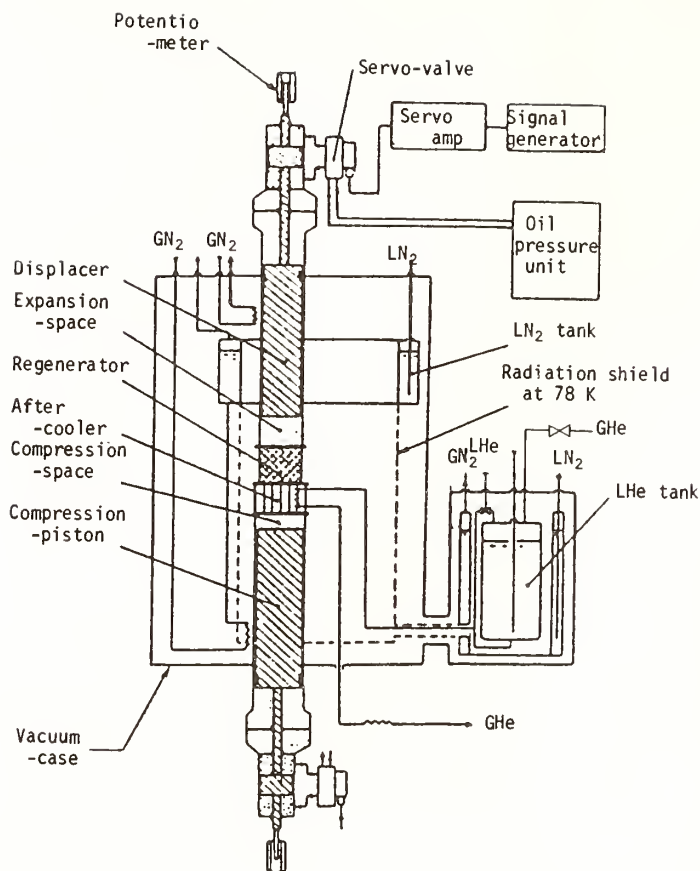 Potentio
-meter
Servo-valve
Servo
amp
Signal
generator
Oil
pressure
unit
GN2
GN2
LN2
Displacer
Expansion
-space
Regenerator
After
-cooler
Compression
-space
Compression
-piston
LN2 tank
Radiation shield
at 78 K
GHe
GN2
LHe
LN2
LHe tank
Vacuum
-case
GHe